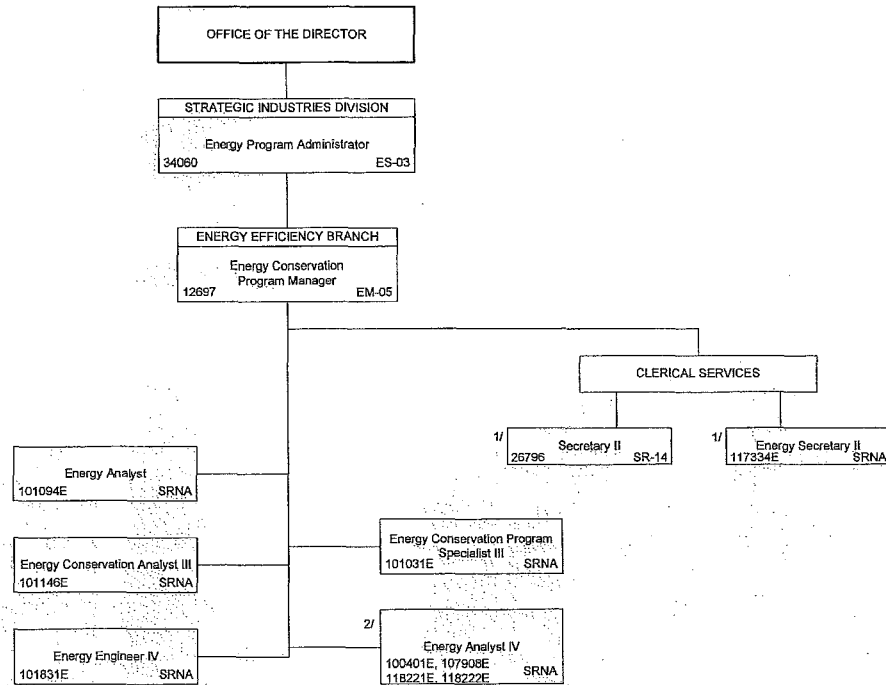 OFFICE OF THE DIRECTOR
STRATEGIC INDUSTRIES DIVISION
Energy Program Administrator
34060 ES-03
ENERGY EFFICIENCY BRANCH
Energy Conservation
Program Manager
12697 EM-05
CLERICAL SERVICES
1/
Secretary II
26796 SR-14
1/
Energy Secretary II
117334E SRNA
Energy Analyst
101094E SRNA
Energy Conservation Analyst III
101146E SRNA
Energy Conservation Program
Specialist III
101031E SRNA
Energy Engineer IV
101831E SRNA
2/
Energy Analyst IV
100401E, 107908E
118221E, 118222E SRNA